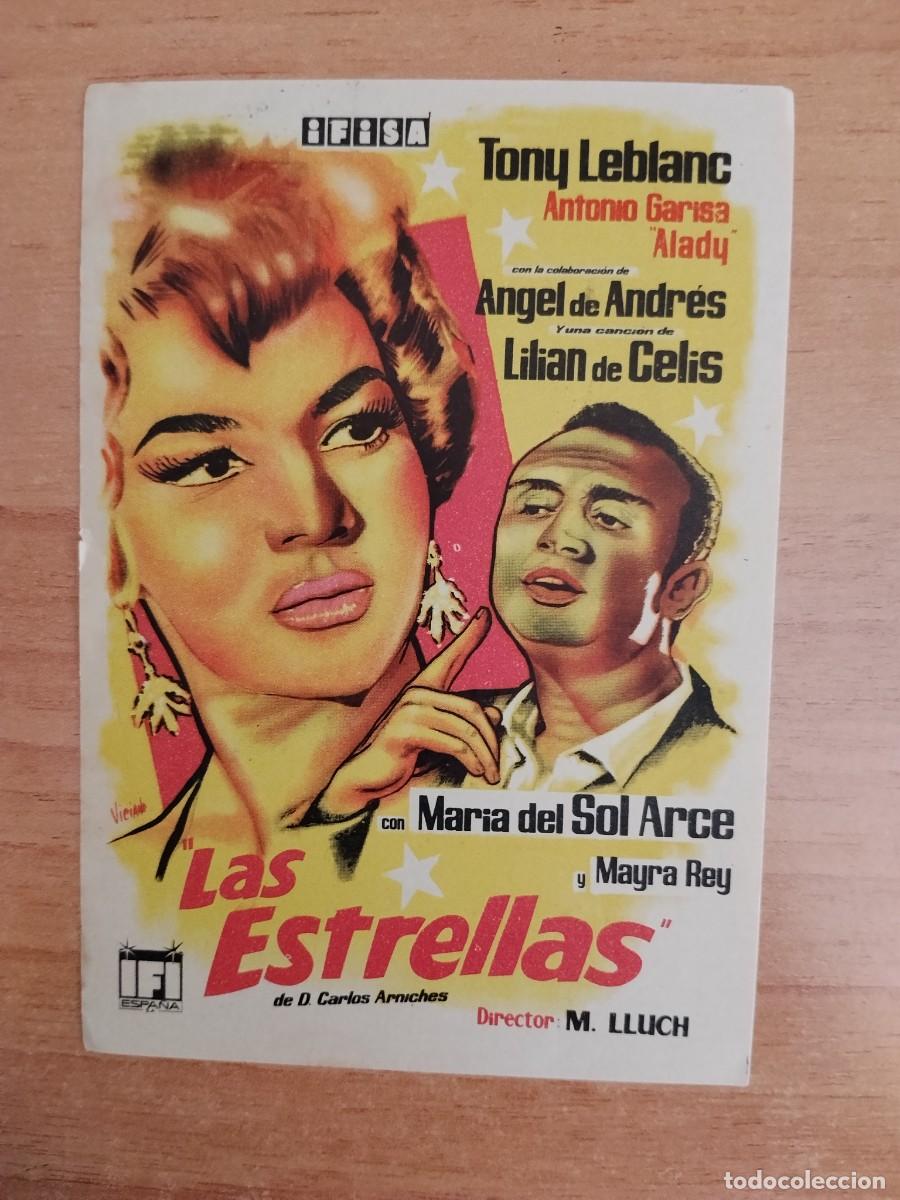 iFiSA
Tony Leblanc
Antonio Garisa
"Alady"
con la colaboración de
Angel de Andrés
Y una canción de
Lilian de Celis
con Maria del Sol Arce
y Mayra Rey
"Las
Estrellas"
de D. Carlos Arniches
Director: M. LLUCH
IFI
ESPAÑA
todocoleccion